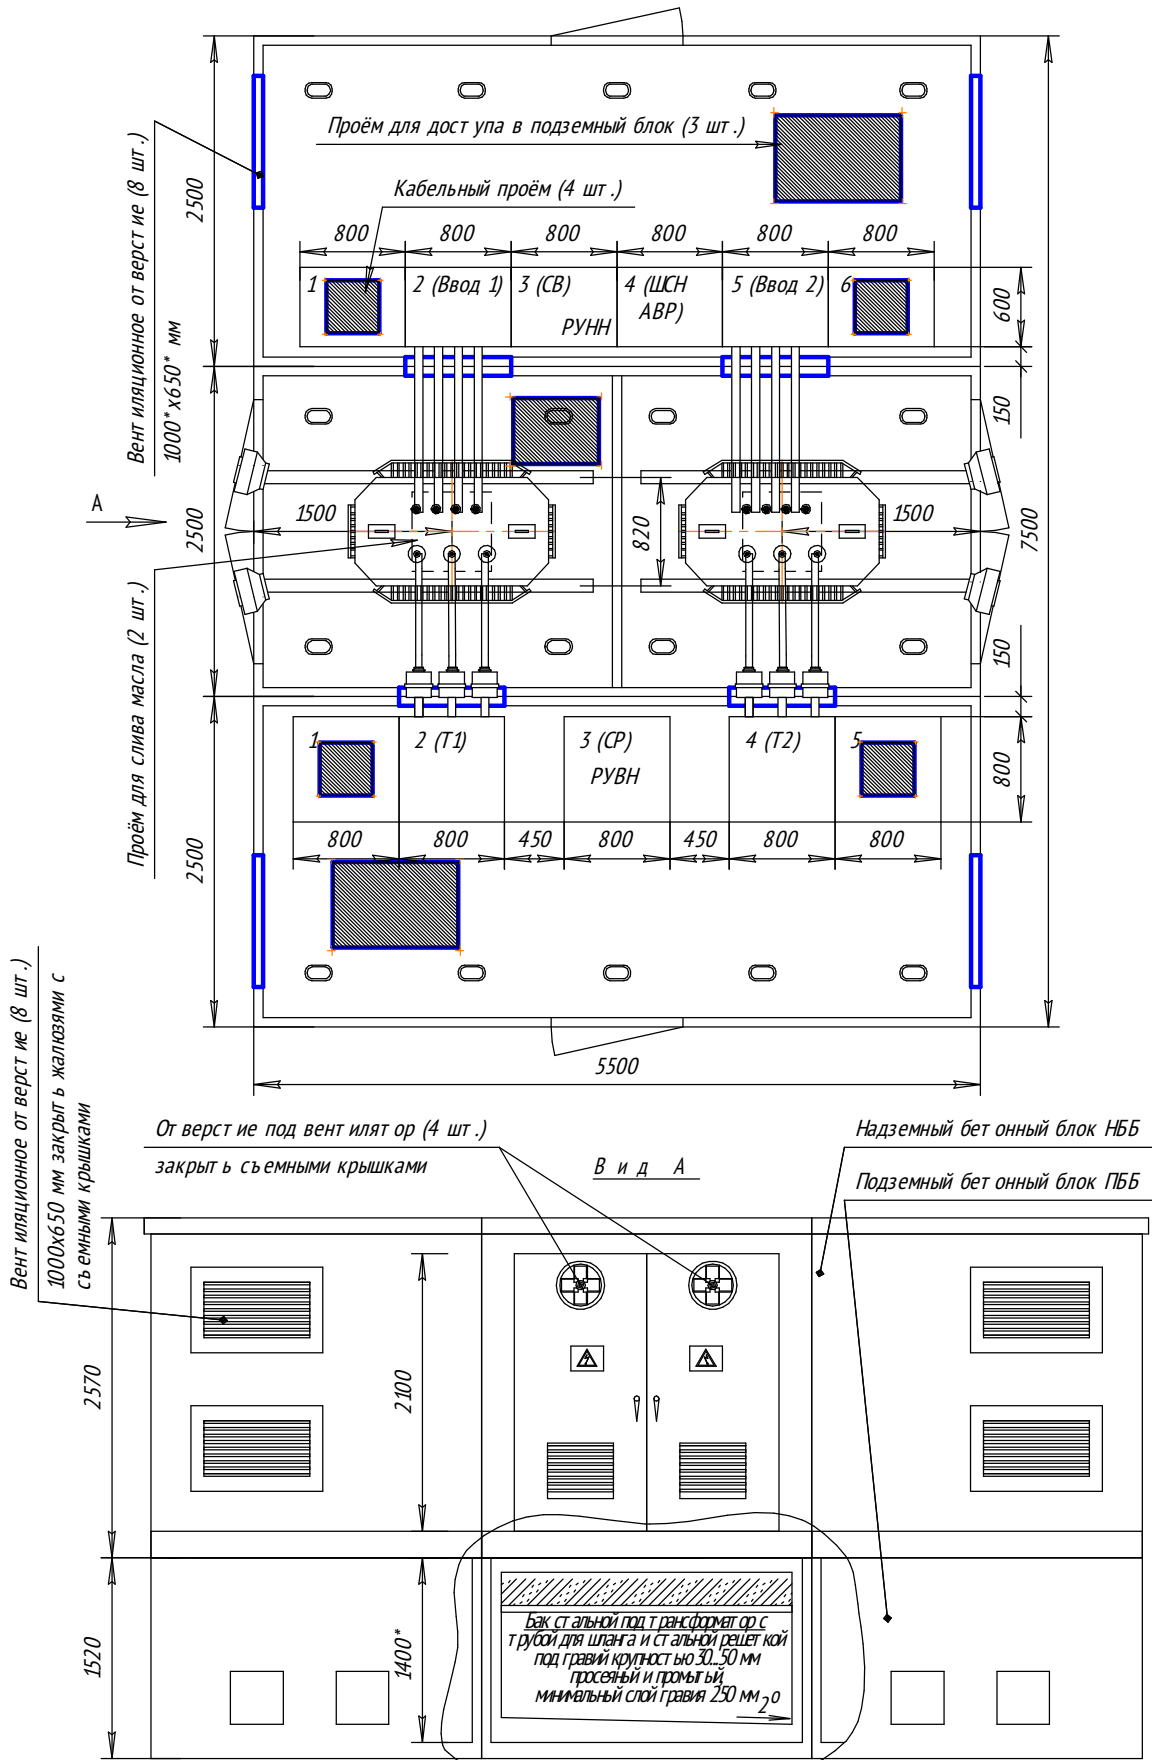 Проём для доступа в подземный блок (3 шт.)
Кабельный проём (4 шт.)
Вентиляционное отверстие (8 шт.)
1000*х650* мм
2500
800
800
800
800
800
800
1
2 (Ввод 1)
3 (СВ)
4 (ШСН
АВР)
5 (Ввод 2)
6
РУНН
600
150
А
1500
2500
820
1500
7500
150
Проём для слива масла (2 шт.)
1
2 (Т1)
3 (СР)
РУВН
4 (Т2)
5
800
2500
800
800
450
800
450
800
800
5500
Вентиляционное отверстие (8 шт.)
1000х650 мм закрыть жалюзями с
съемными крышками
Отверстие под вентилятор (4 шт.)
закрыть съемными крышками
Вид А
Надземный бетонный блок НББ
Подземный бетонный блок ПББ
2570
2100
1520
1400*
Бак стальной под трансформатор с
трубой для шланга и стальной решеткой
под гравий крупностью 30...50 мм
просеяный и промытый,
минимальный слой гравия 250 мм
2°